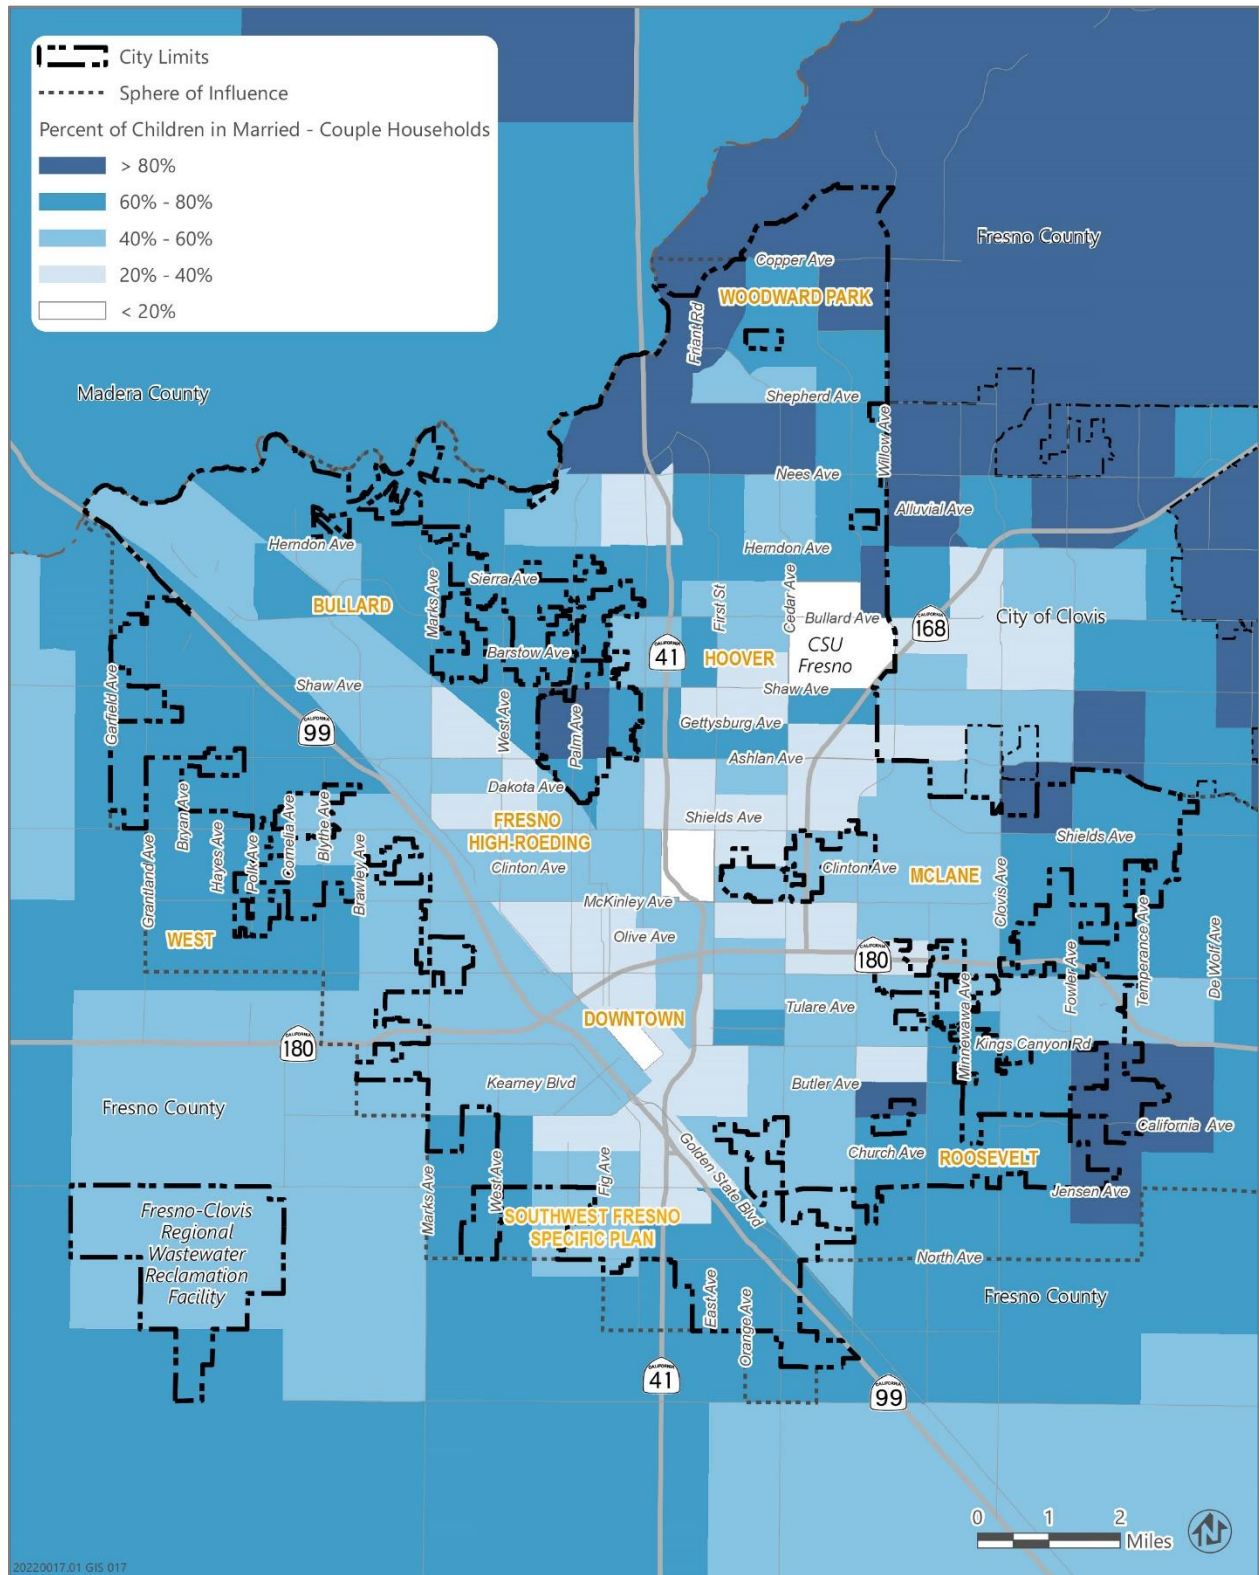 City Limits
Sphere of Influence
Percent of Children in Married - Couple Households
> 80%
60% - 80%
40% - 60%
20% - 40%
< 20%
Fresno County
Copper Ave
WOODWARD PARK
Friant Rd
Madera County
Shepherd Ave
Willow Ave
Nees Ave
Alluvial Ave
Herndon Ave
Herndon Ave
Sierra Ave
BULLARD
Marks Ave
First St
Cedar Ave
Bullard Ave
CALIFORNIA
168
City of Clovis
Barstow Ave
CALIFORNIA
41
HOOVER
CSU
Fresno
Garfield Ave
Shaw Ave
Shaw Ave
West Ave
Palm Ave
CALIFORNIA
99
Gettysburg Ave
Ashlan Ave
Dakota Ave
Bryan Ave
Cornelia Ave
Blythe Ave
FRESNO
HIGH-ROEDING
Shields Ave
Shields Ave
Grantland Ave
Hayes Ave
Polk Ave
Brawley Ave
Clinton Ave
Clinton Ave
MCLANE
Clovis Ave
McKinley Ave
WEST
Olive Ave
CALIFORNIA
180
Fowler Ave
Temperance Ave
De Wolf Ave
DOWNTOWN
Tulare Ave
Minnewawa Ave
CALIFORNIA
180
Kings Canyon Rd
Kearney Blvd
Butler Ave
Fresno County
California Ave
Golden State Blvd
Church Ave
ROOSEVELT
Marks Ave
West Ave
Fig Ave
Jensen Ave
Fresno-Clovis
Regional
Wastewater
Reclamation
Facility
SOUTHWEST FRESNO
SPECIFIC PLAN
North Ave
East Ave
Orange Ave
Fresno County
CALIFORNIA
41
CALIFORNIA
99
0 1 2
Miles
N
20220017.01 GIS 017